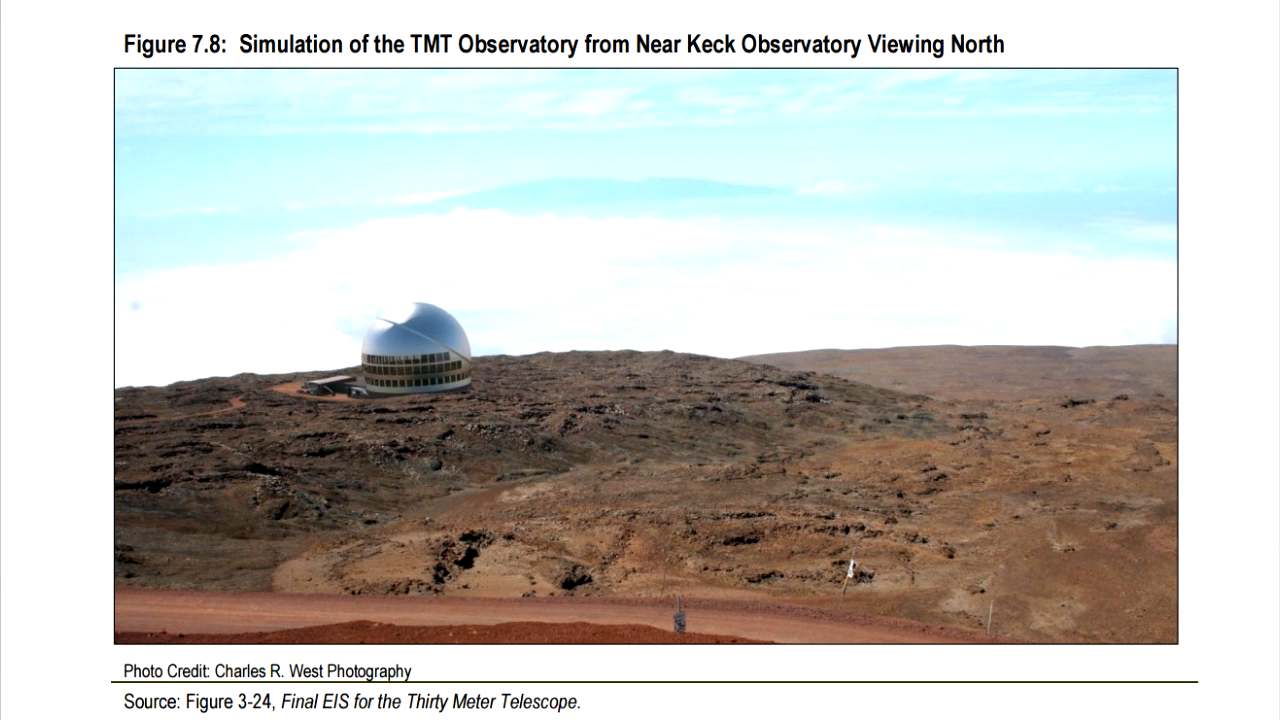 Figure 7.8: Simulation of the TMT Observatory from Near Keck Observatory Viewing North
Photo Credit: Charles R. West Photography
Source: Figure 3-24, Final EIS for the Thirty Meter Telescope.